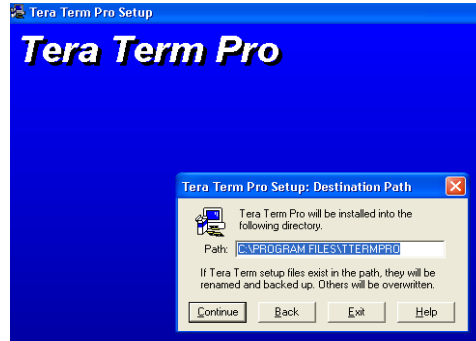 Tera Term Pro Setup
Tera Term Pro
Tera Term Pro Setup: Destination Path
Tera Term Pro will be installed into the
following directory.
Path: C:\PROGRAM FILES\TTERMPRO
If Tera Term setup files exist in the path, they will be
renamed and backed up. Others will be overwritten.
Continue Back Exit Help